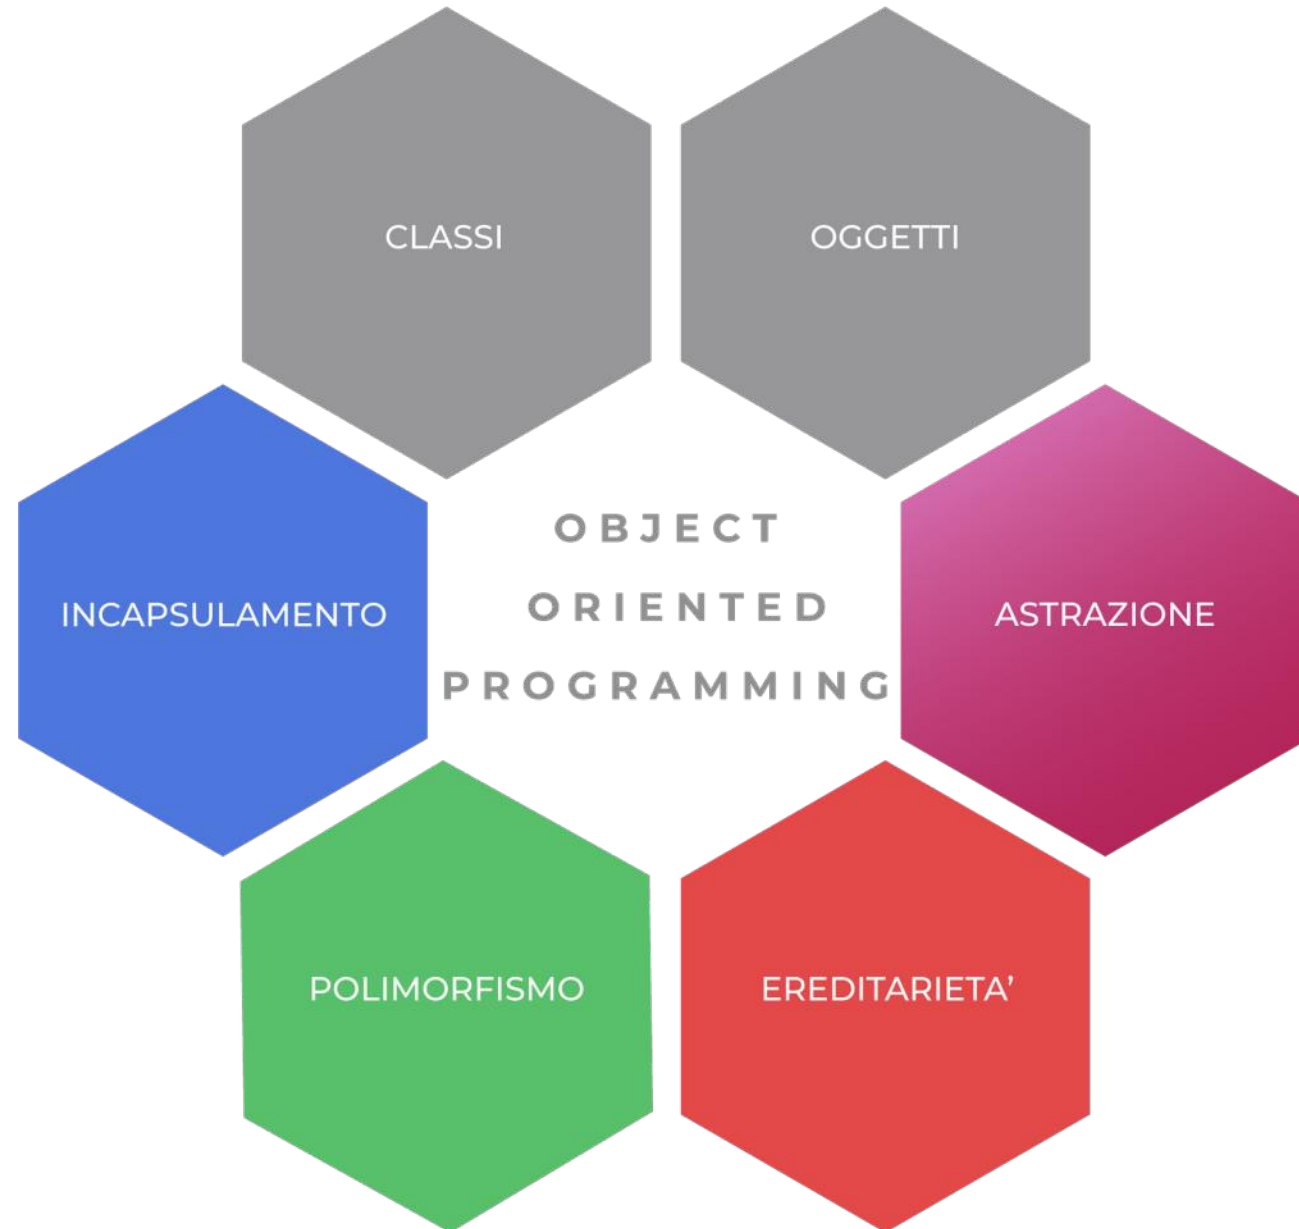 CLASSI
OGGETTI
OBJECT
ORIENTED
PROGRAMMING
INCAPSULAMENTO
ASTRAZIONE
POLIMORFISMO
EREDITARIETA’